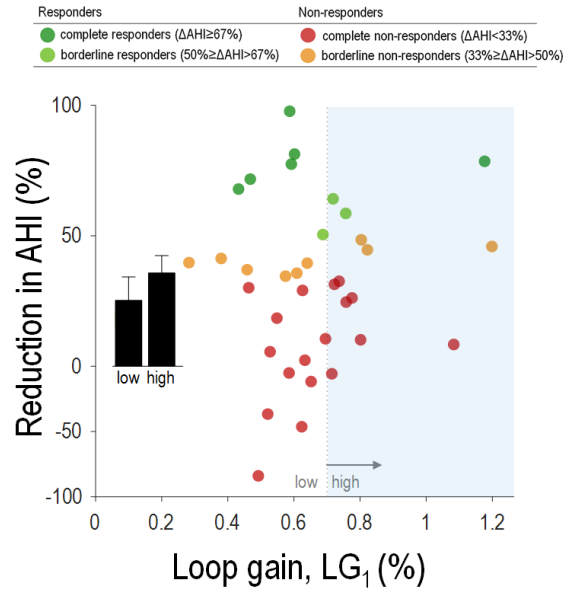 Responders Non-responders
complete responders (ΔAHI≥67%) complete non-responders (ΔAHI<33%)
borderline responders (50%≥ΔAHI>67%) borderline non-responders (33%≥ΔAHI>50%)
Reduction in AHI (%)
100
50
0
-50
-100
low high
low high
0 0.2 0.4 0.6 0.8 1 1.2
Loop gain, LG1 (%)